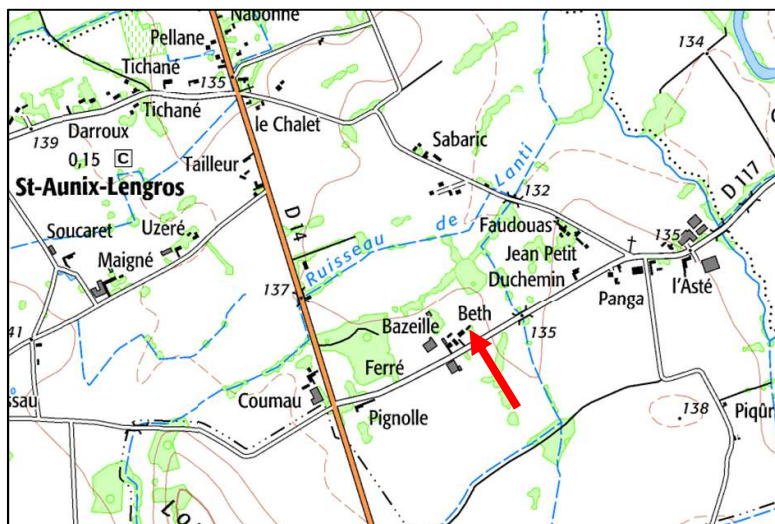 Nabonne
Pellane
134
Tichané
135
Tichané
le Chalet
Darroux
139
Sabaric
0,15 C
Tailleur
Lanti
St-Aunix-Lengros
132
D 117
de
Faudouas
Uzeré
D 14
Soucaret
135
Ruisseau
Jean Petit
Maigné
Duchemin
l'Asté
137
Panga
Beth
Bazeille
135
41
Ferré
Coumau
ssau
138
Pignolle